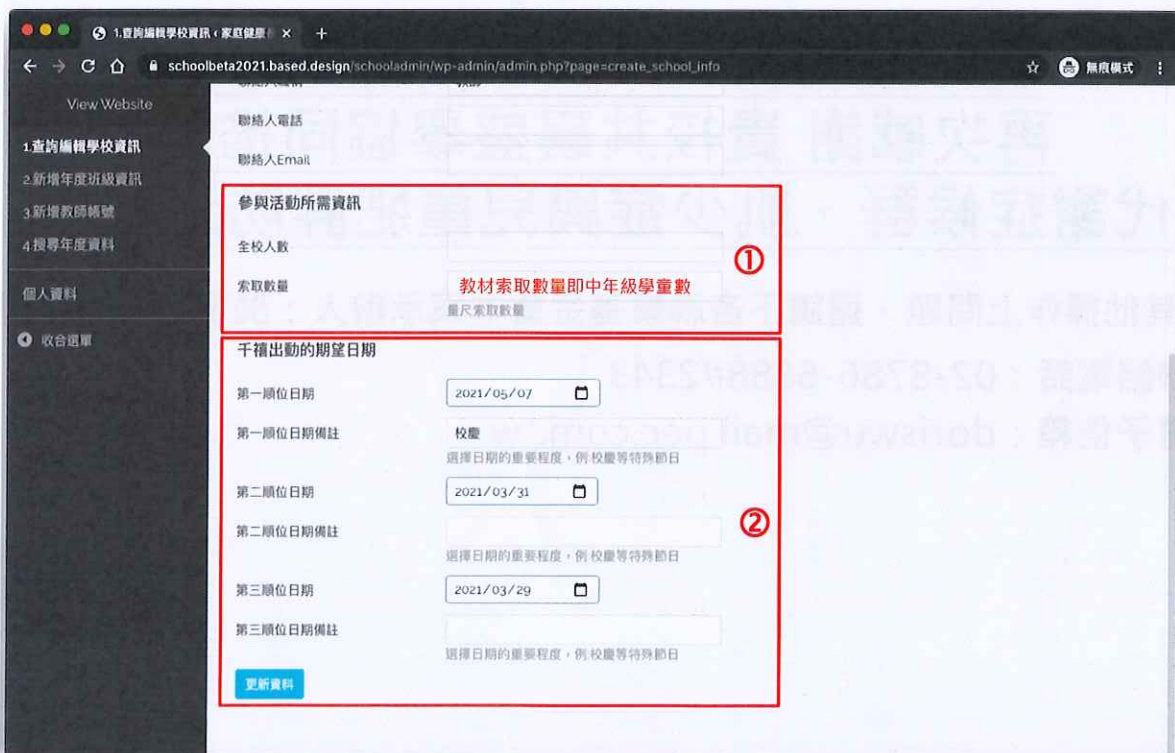 1.查詢編輯學校資訊 ‹ 家庭健康
schoolbeta2021.based.design/schooladmin/wp-admin/admin.php?page=create_school_info
無痕模式
View Website
1.查詢編輯學校資訊
2.新增年度班級資訊
3.新增教師帳號
4.搜尋年度資料
個人資料
收合選單
聯絡人電話
聯絡人Email
參與活動所需資訊
全校人數
①
索取數量
教材索取數量即中年級學童數
量尺索取數量
千禧出動的期望日期
第一順位日期
2021/05/07
第一順位日期備註
校慶
選擇日期的重要程度，例:校慶等特殊節日
第二順位日期
2021/03/31
第二順位日期備註
②
選擇日期的重要程度，例:校慶等特殊節日
第三順位日期
2021/03/29
第三順位日期備註
選擇日期的重要程度，例:校慶等特殊節日
更新資料